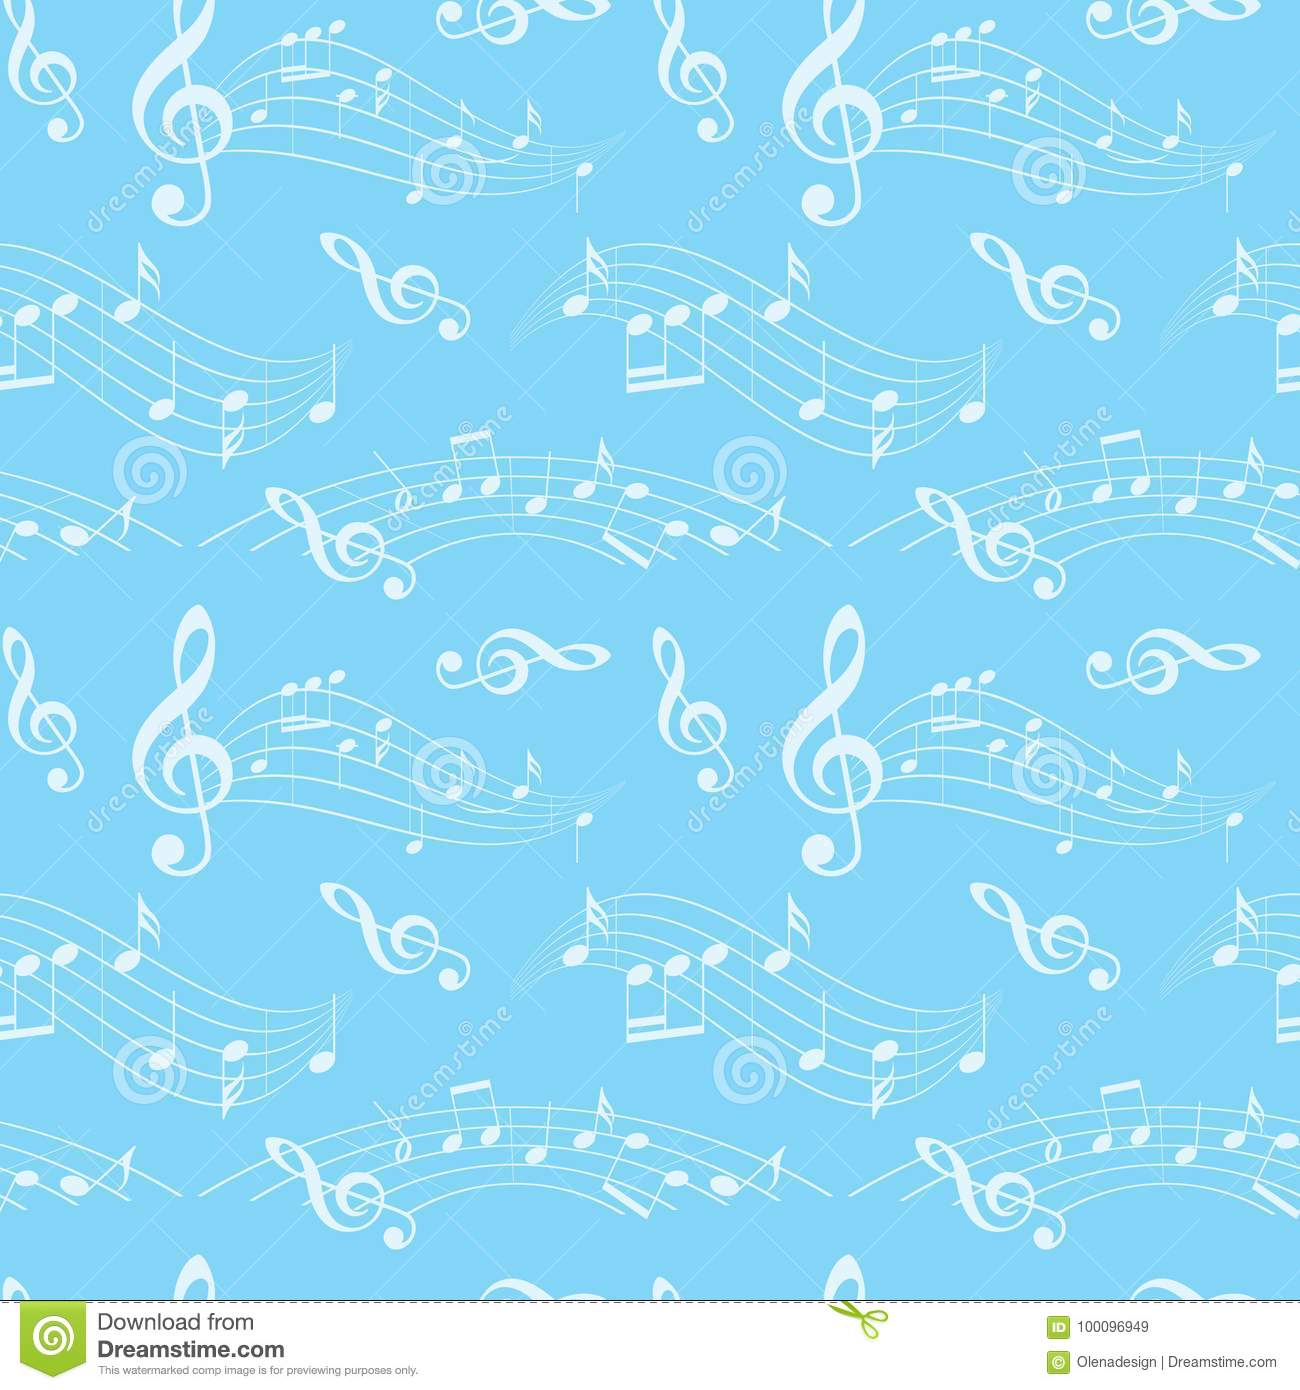 dreamstime
dreamstime
dreamstime
dreamstime
dreamstime
dreamstime
dreamstime
dreamstime
Download from
Dreamstime.com
This watermarked comp image is for previewing purposes only.
ID 100096949
© Olenadesign | Dreamstime.com